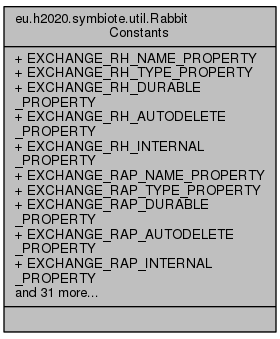 eu.h2020.symbiote.util.Rabbit
Constants
+ EXCHANGE_RH_NAME_PROPERTY
+ EXCHANGE_RH_TYPE_PROPERTY
+ EXCHANGE_RH_DURABLE
_PROPERTY
+ EXCHANGE_RH_AUTODELETE
_PROPERTY
+ EXCHANGE_RH_INTERNAL
_PROPERTY
+ EXCHANGE_RAP_NAME_PROPERTY
+ EXCHANGE_RAP_TYPE_PROPERTY
+ EXCHANGE_RAP_DURABLE
_PROPERTY
+ EXCHANGE_RAP_AUTODELETE
_PROPERTY
+ EXCHANGE_RAP_INTERNAL
_PROPERTY
and 31 more...